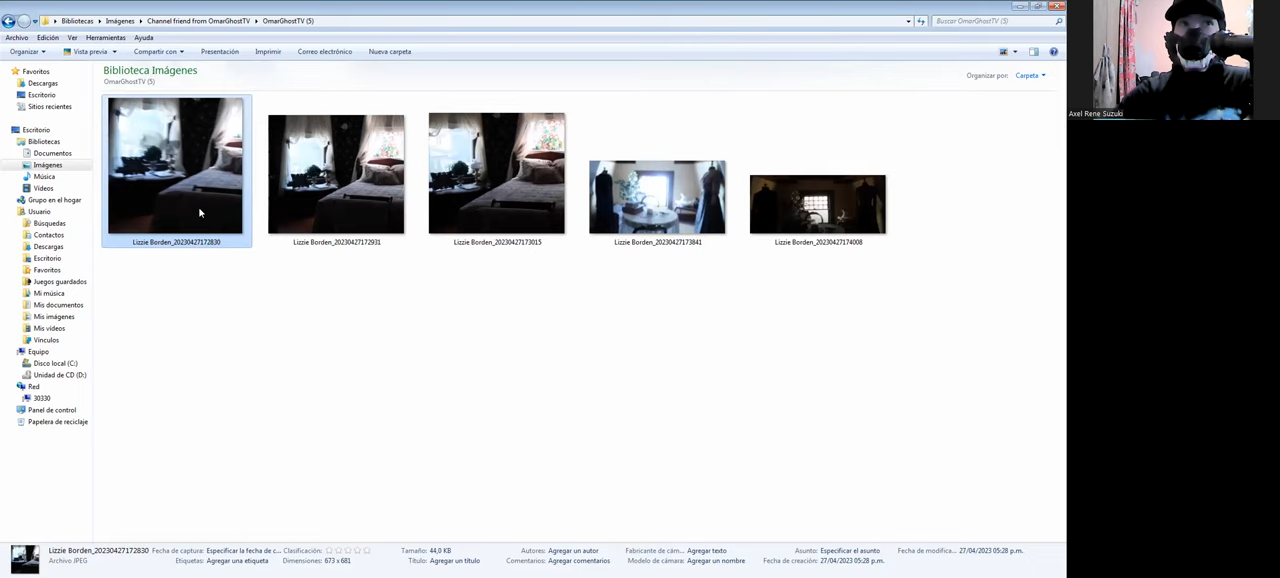 Bibliotecas Imágenes Channel friend from OmarGhostTV OmarGhostTV (5)
Buscar OmarGhostTV (5)
Archivo Edición Ver Herramientas Ayuda
Organizar Vista previa Compartir con Presentación Imprimir Correo electrónico Nueva carpeta
Favoritos
Descargas
Escritorio
Sitios recientes
Escritorio
Bibliotecas
Documentos
Imágenes
Música
Vídeos
Grupo en el hogar
Usuario
Búsquedas
Contactos
Descargas
Escritorio
Favoritos
Juegos guardados
Mi música
Mis documentos
Mis imágenes
Mis vídeos
Vínculos
Equipo
Disco local (C:)
Unidad de CD (D:)
Red
30330
Panel de control
Papelera de reciclaje
Biblioteca Imágenes
OmarGhostTV (5)
Organizar por: Carpeta
Lizzie Borden_20230427172830
Lizzie Borden_20230427172931
Lizzie Borden_20230427173015
Lizzie Borden_20230427173841
Lizzie Borden_20230427174008
Axel Rene Suzuki
Lizzie Borden_20230427172830 Fecha de captura: Especificar la fecha de c... Clasificación: Tamaño: 44,0 KB Autores: Agregar un autor Fabricante de cám... Agregar texto Asunto: Especificar el asunto Fecha de modifica... 27/04/2023 05:28 p.m.
Archivo JPEG Etiquetas: Agregar una etiqueta Dimensiones: 673 x 681 Título: Agregar un título Comentarios: Agregar comentarios Modelo de cámara: Agregar un nombre Fecha de creación: 27/04/2023 05:28 p.m.